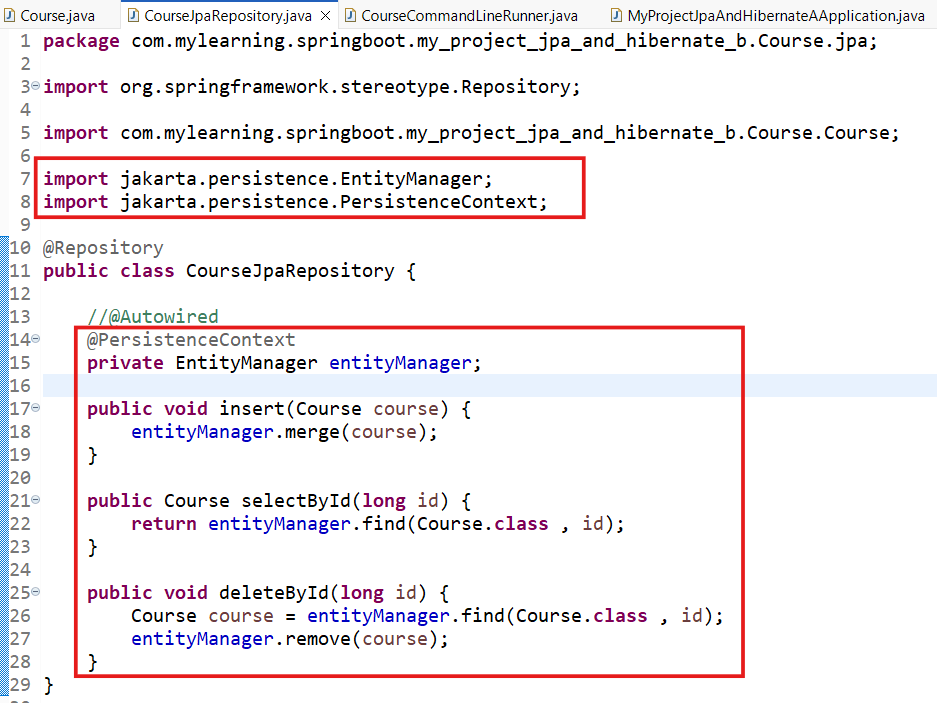 Course.java CourseJpaRepository.java CourseCommandLineRunner.java MyProjectJpaAndHibernateAApplication.java
1 package com.mylearning.springboot.my_project_jpa_and_hibernate_b.Course.jpa;
2
3 import org.springframework.stereotype.Repository;
4
5 import com.mylearning.springboot.my_project_jpa_and_hibernate_b.Course.Course;
6
7 import jakarta.persistence.EntityManager;
8 import jakarta.persistence.PersistenceContext;
9
10 @Repository
11 public class CourseJpaRepository {
12
13     //@Autowired
14     @PersistenceContext
15     private EntityManager entityManager;
16
17     public void insert(Course course) {
18         entityManager.merge(course);
19     }
20
21     public Course selectById(long id) {
22         return entityManager.find(Course.class , id);
23     }
24
25     public void deleteById(long id) {
26         Course course = entityManager.find(Course.class , id);
27         entityManager.remove(course);
28     }
29 }